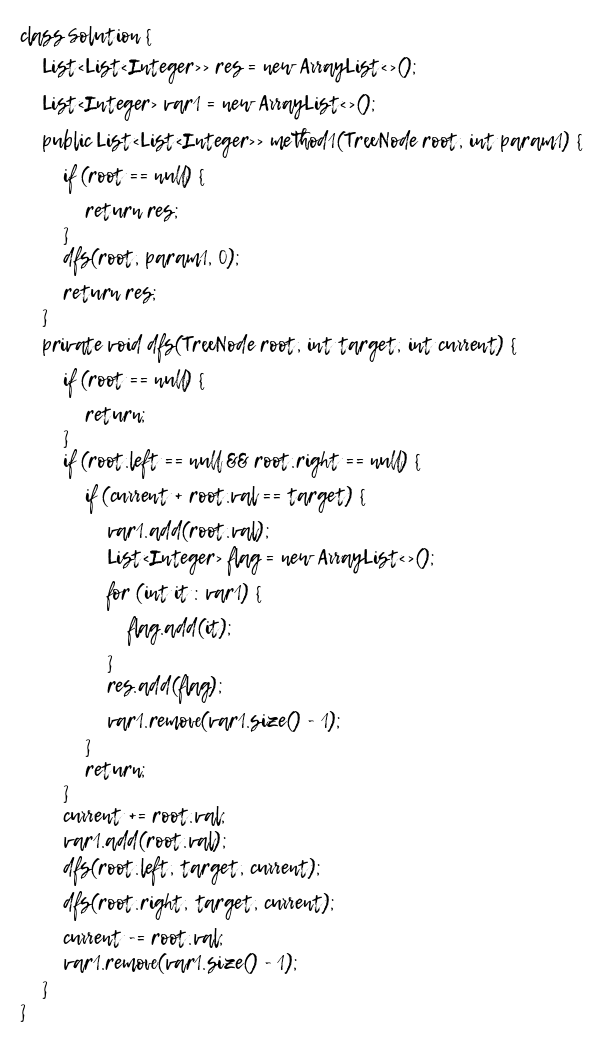 class Solution {
    List<List<Integer>> res = new ArrayList<>();
    List<Integer> var1 = new ArrayList<>();
    public List<List<Integer>> method1(TreeNode root, int param1) {
        if (root == null) {
            return res;
        }
        dfs(root, param1, 0);
        return res;
    }
    private void dfs(TreeNode root, int target, int current) {
        if (root == null) {
            return;
        }
        if (root.left == null && root.right == null) {
            if (current + root.val == target) {
                var1.add(root.val);
                List<Integer> flag = new ArrayList<>();
                for (int it : var1) {
                    flag.add(it);
                }
                res.add(flag);
                var1.remove(var1.size() - 1);
            }
            return;
        }
        current += root.val;
        var1.add(root.val);
        dfs(root.left, target, current);
        dfs(root.right, target, current);
        current -= root.val;
        var1.remove(var1.size() - 1);
    }
}